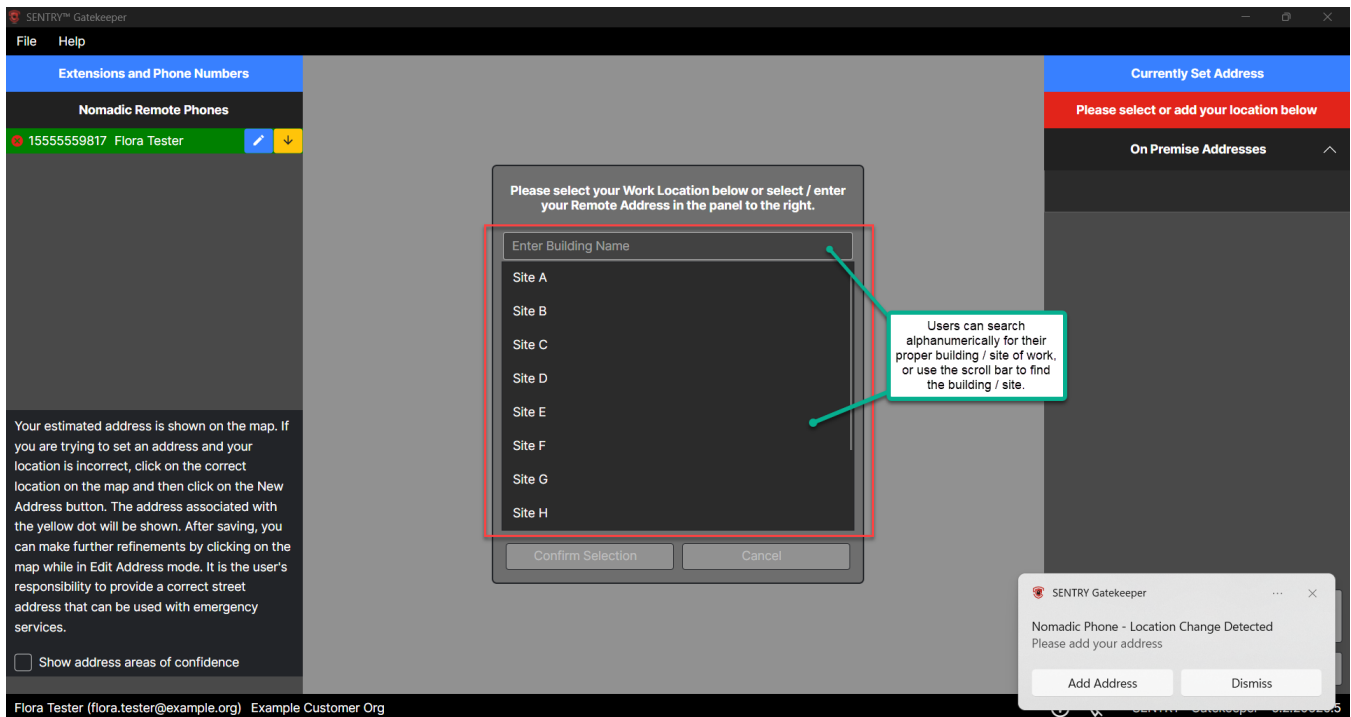 SENTRY™ Gatekeeper
File Help
Extensions and Phone Numbers
Nomadic Remote Phones
15555559817 Flora Tester
Your estimated address is shown on the map. If
you are trying to set an address and your
location is incorrect, click on the correct
location on the map and then click on the New
Address button. The address associated with
the yellow dot will be shown. After saving, you
can make further refinements by clicking on the
map while in Edit Address mode. It is the user's
responsibility to provide a correct street
address that can be used with emergency
services.
Show address areas of confidence
Please select your Work Location below or select / enter
your Remote Address in the panel to the right.
Enter Building Name
Site A
Site B
Site C
Site D
Site E
Site F
Site G
Site H
Confirm Selection Cancel
Users can search
alphanumerically for their
proper building / site of work,
or use the scroll bar to find
the building / site.
Currently Set Address
Please select or add your location below
On Premise Addresses
SENTRY Gatekeeper
Nomadic Phone - Location Change Detected
Please add your address
Add Address Dismiss
Flora Tester (flora.tester@example.org) Example Customer Org